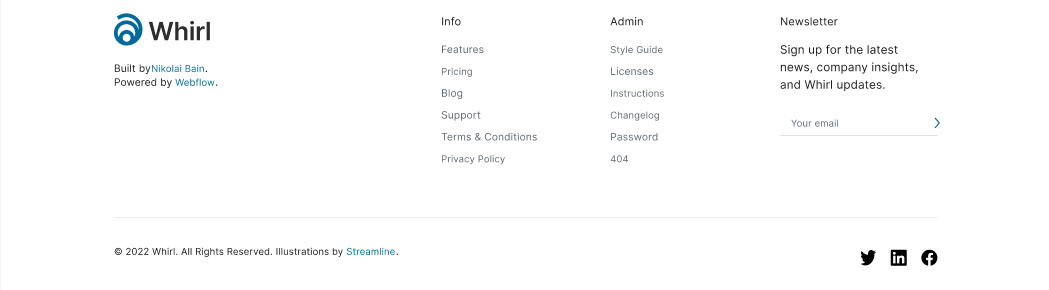 Whirl
Built byNikolai Bain.
Powered by Webflow.
Info
Features
Pricing
Blog
Support
Terms & Conditions
Privacy Policy
Admin
Style Guide
Licenses
Instructions
Changelog
Password
404
Newsletter
Sign up for the latest
news, company insights,
and Whirl updates.
Your email
© 2022 Whirl. All Rights Reserved. Illustrations by Streamline.